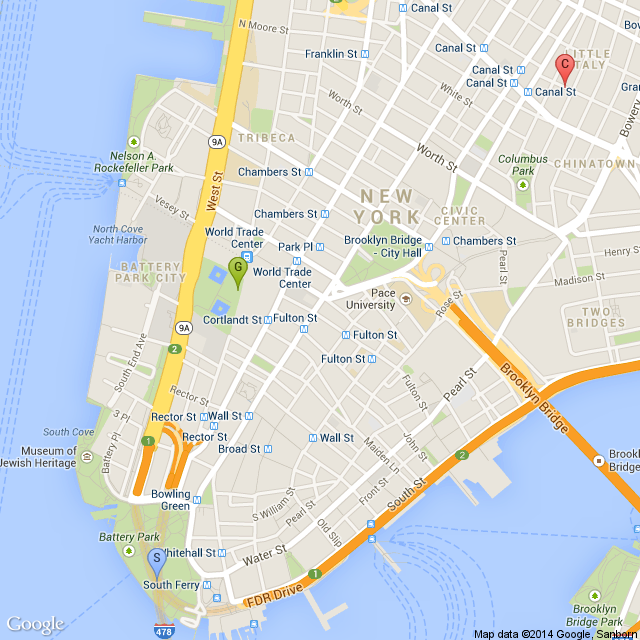 Canal St
N Moore St
Franklin St
Canal St
LITTLE
ITALY
Canal St
C
Canal St
Canal St
Gran
White St
Worth St
Bowery
9A
TRIBECA
Nelson A.
Rockefeller Park
Worth St
Columbus
Park
CHINATOWN
Chambers St
West St
NEW
YORK
Vesey St
Chambers St
CIVIC
CENTER
North Cove
Yacht Harbor
World Trade
Center
Park Pl
Brooklyn Bridge
- City Hall
Chambers St
Henry S
Pearl St
BATTERY
PARK CITY
G
World Trade
Center
Madison St
Pace
University
Rose St
TWO
BRIDGES
9A
Cortlandt St
Fulton St
Fulton St
South End Ave
2
Fulton St
Brooklyn Bridge
Rector St
Fulton St
Pearl St
3 Pl
Rector St
Wall St
South Cove
Battery Pl
1
Rector St
Wall St
John St
Museum of
Jewish Heritage
Broad St
Maiden Ln
2
Brookl
Bridge
Bowling
Green
Front St
South St
S William St
Pearl St
Old Slip
Battery Park
S
Whitehall St
Water St
South Ferry
1
FDR Drive
478
Brooklyn
Bridge Park
Google
Map data ©2014 Google, Sanborn